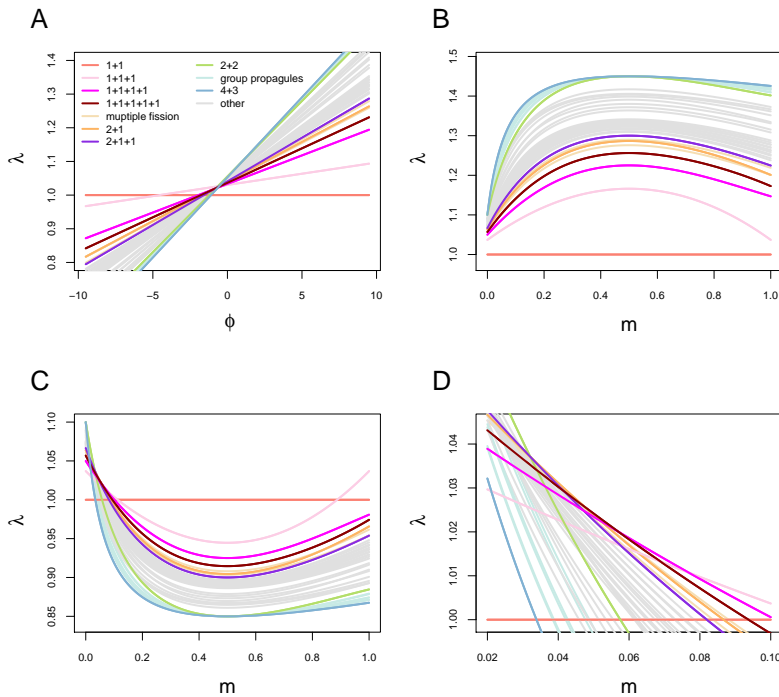 A
λ
1.4
1.3
1.2
1.1
1.0
0.9
0.8
1+1
1+1+1
1+1+1+1
1+1+1+1+1
muptiple fission
2+1
2+1+1
2+2
group propagules
4+3
other
−10 −5 0 5 10
ϕ
B
λ
1.5
1.4
1.3
1.2
1.1
1.0
0.0 0.2 0.4 0.6 0.8 1.0
m
C
λ
1.10
1.05
1.00
0.95
0.90
0.85
0.0 0.2 0.4 0.6 0.8 1.0
m
D
λ
1.04
1.03
1.02
1.01
1.00
0.02 0.04 0.06 0.08 0.10
m